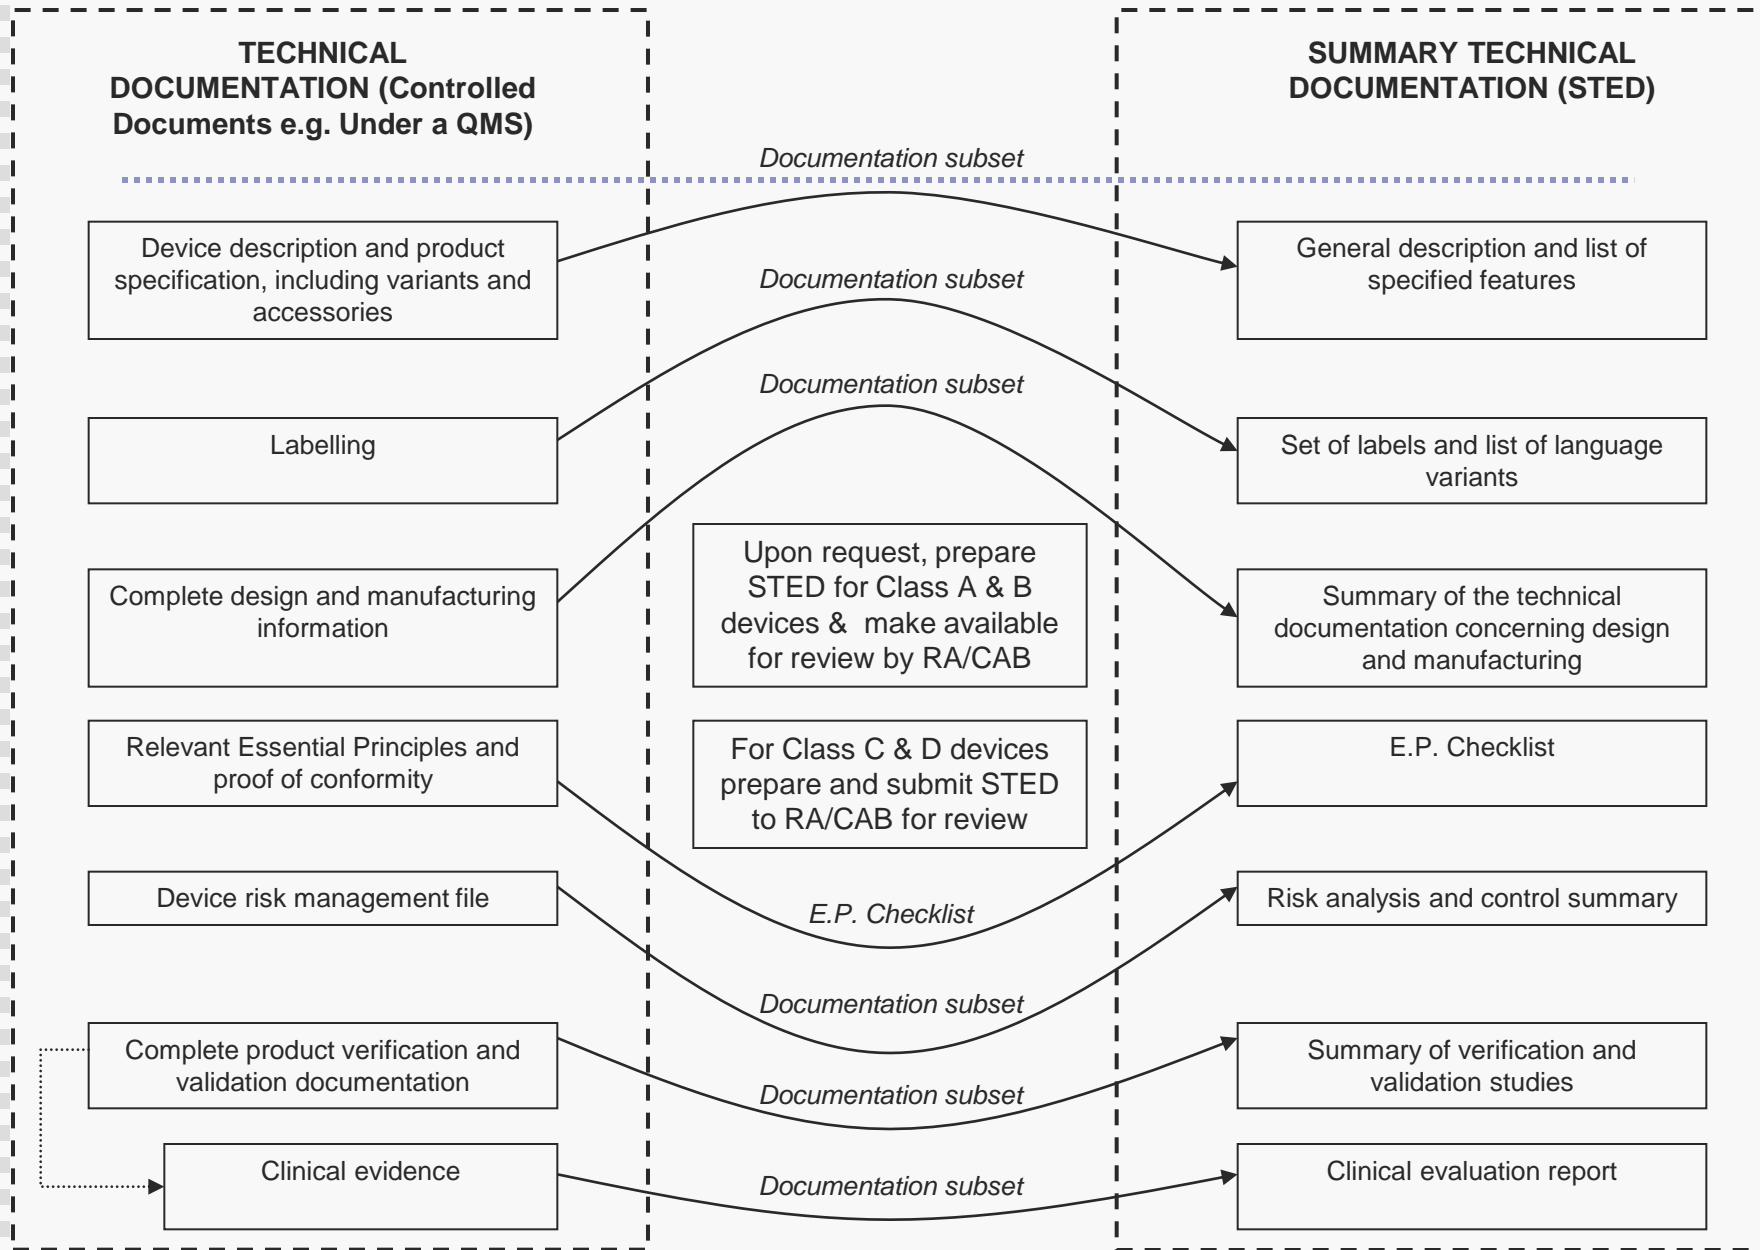 TECHNICAL
DOCUMENTATION (Controlled
Documents e.g. Under a QMS)
SUMMARY TECHNICAL
DOCUMENTATION (STED)
Documentation subset
Device description and product
specification, including variants and
accessories
General description and list of
specified features
Documentation subset
Labelling
Set of labels and list of language
variants
Documentation subset
Complete design and manufacturing
information
Upon request, prepare
STED for Class A & B
devices &  make available
for review by RA/CAB
Summary of the technical
documentation concerning design
and manufacturing
Relevant Essential Principles and
proof of conformity
For Class C & D devices
prepare and submit STED
to RA/CAB for review
E.P. Checklist
E.P. Checklist
Device risk management file
Risk analysis and control summary
Documentation subset
Complete product verification and
validation documentation
Summary of verification and
validation studies
Documentation subset
Clinical evidence
Clinical evaluation report
Documentation subset